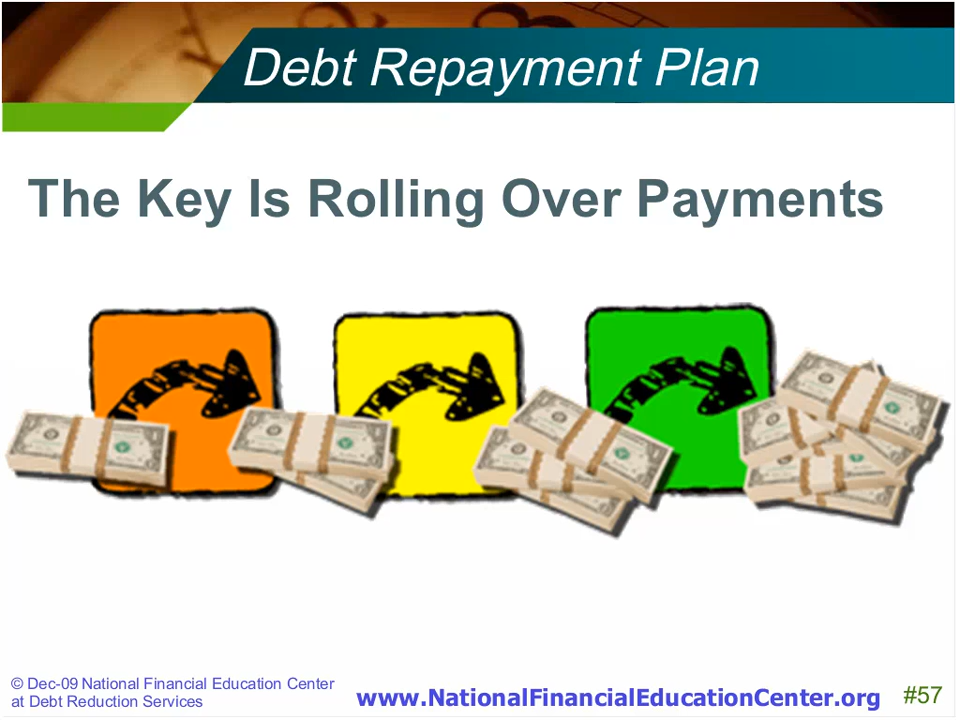 Debt Repayment Plan
The Key Is Rolling Over Payments
© Dec-09 National Financial Education Center
at Debt Reduction Services
www.NationalFinancialEducationCenter.org
#57